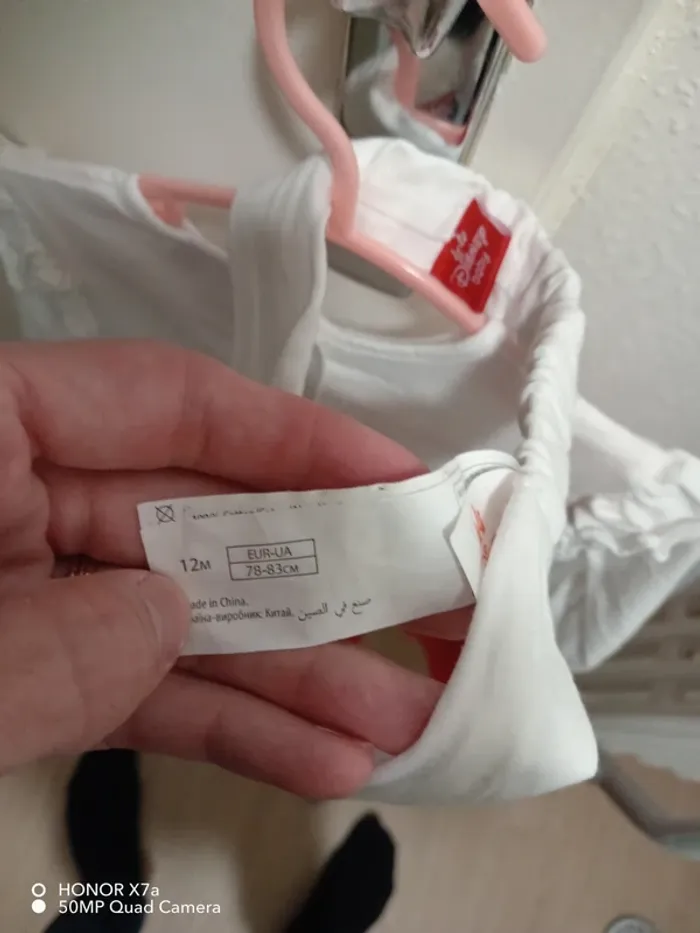 Disney
12M
EUR-UA
78-83CM
ade in China.
аїна-виробник: Китай. صنع في الصين
HONOR X7a
50MP Quad Camera